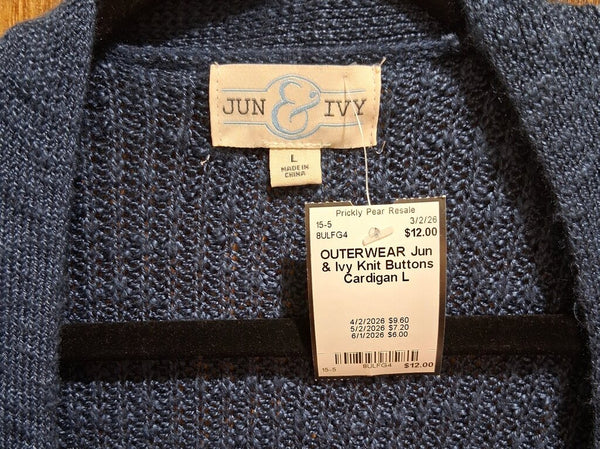 JUN & IVY
L
MADE IN
CHINA
Prickly Pear Resale
15-5 3/2/26
8ULFG4 $12.00
OUTERWEAR Jun
& Ivy Knit Buttons
Cardigan L
4/2/2026 $9.60
5/2/2026 $7.20
6/1/2026 $6.00
15-5 8ULFG4 $12.00